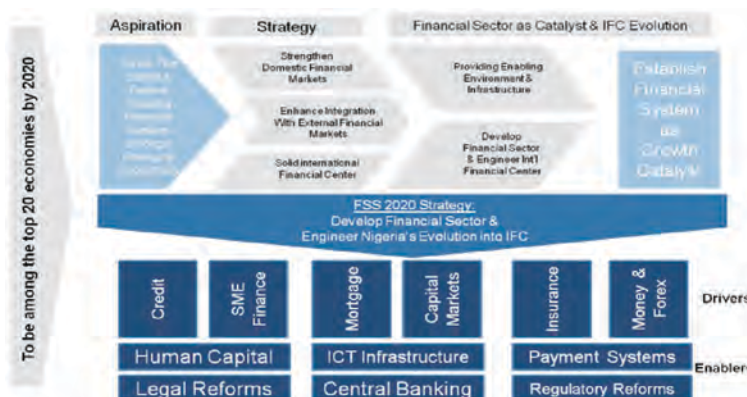 Aspiration
Strategy
Financial Sector as Catalyst & IFC Evolution
To be among the top 20 economies by 2020
Strengthen
Domestic Financial
Markets
Enhance Integration
With External Financial
Markets
Solid international
Financial Center
Providing Enabling
Environment &
Infrastructure
Develop
Financial Sector
& Engineer Int'l
Financial Center
Establish
Financial
System
as
Growth
Catalyst
FSS 2020 Strategy:
Develop Financial Sector &
Engineer Nigeria's Evolution into IFC
Credit
SME
Finance
Mortgage
Capital
Markets
Insurance
Money &
Forex
Drivers
Human Capital
ICT Infrastructure
Payment Systems
Enabler
Legal Reforms
Central Banking
Regulatory Reforms